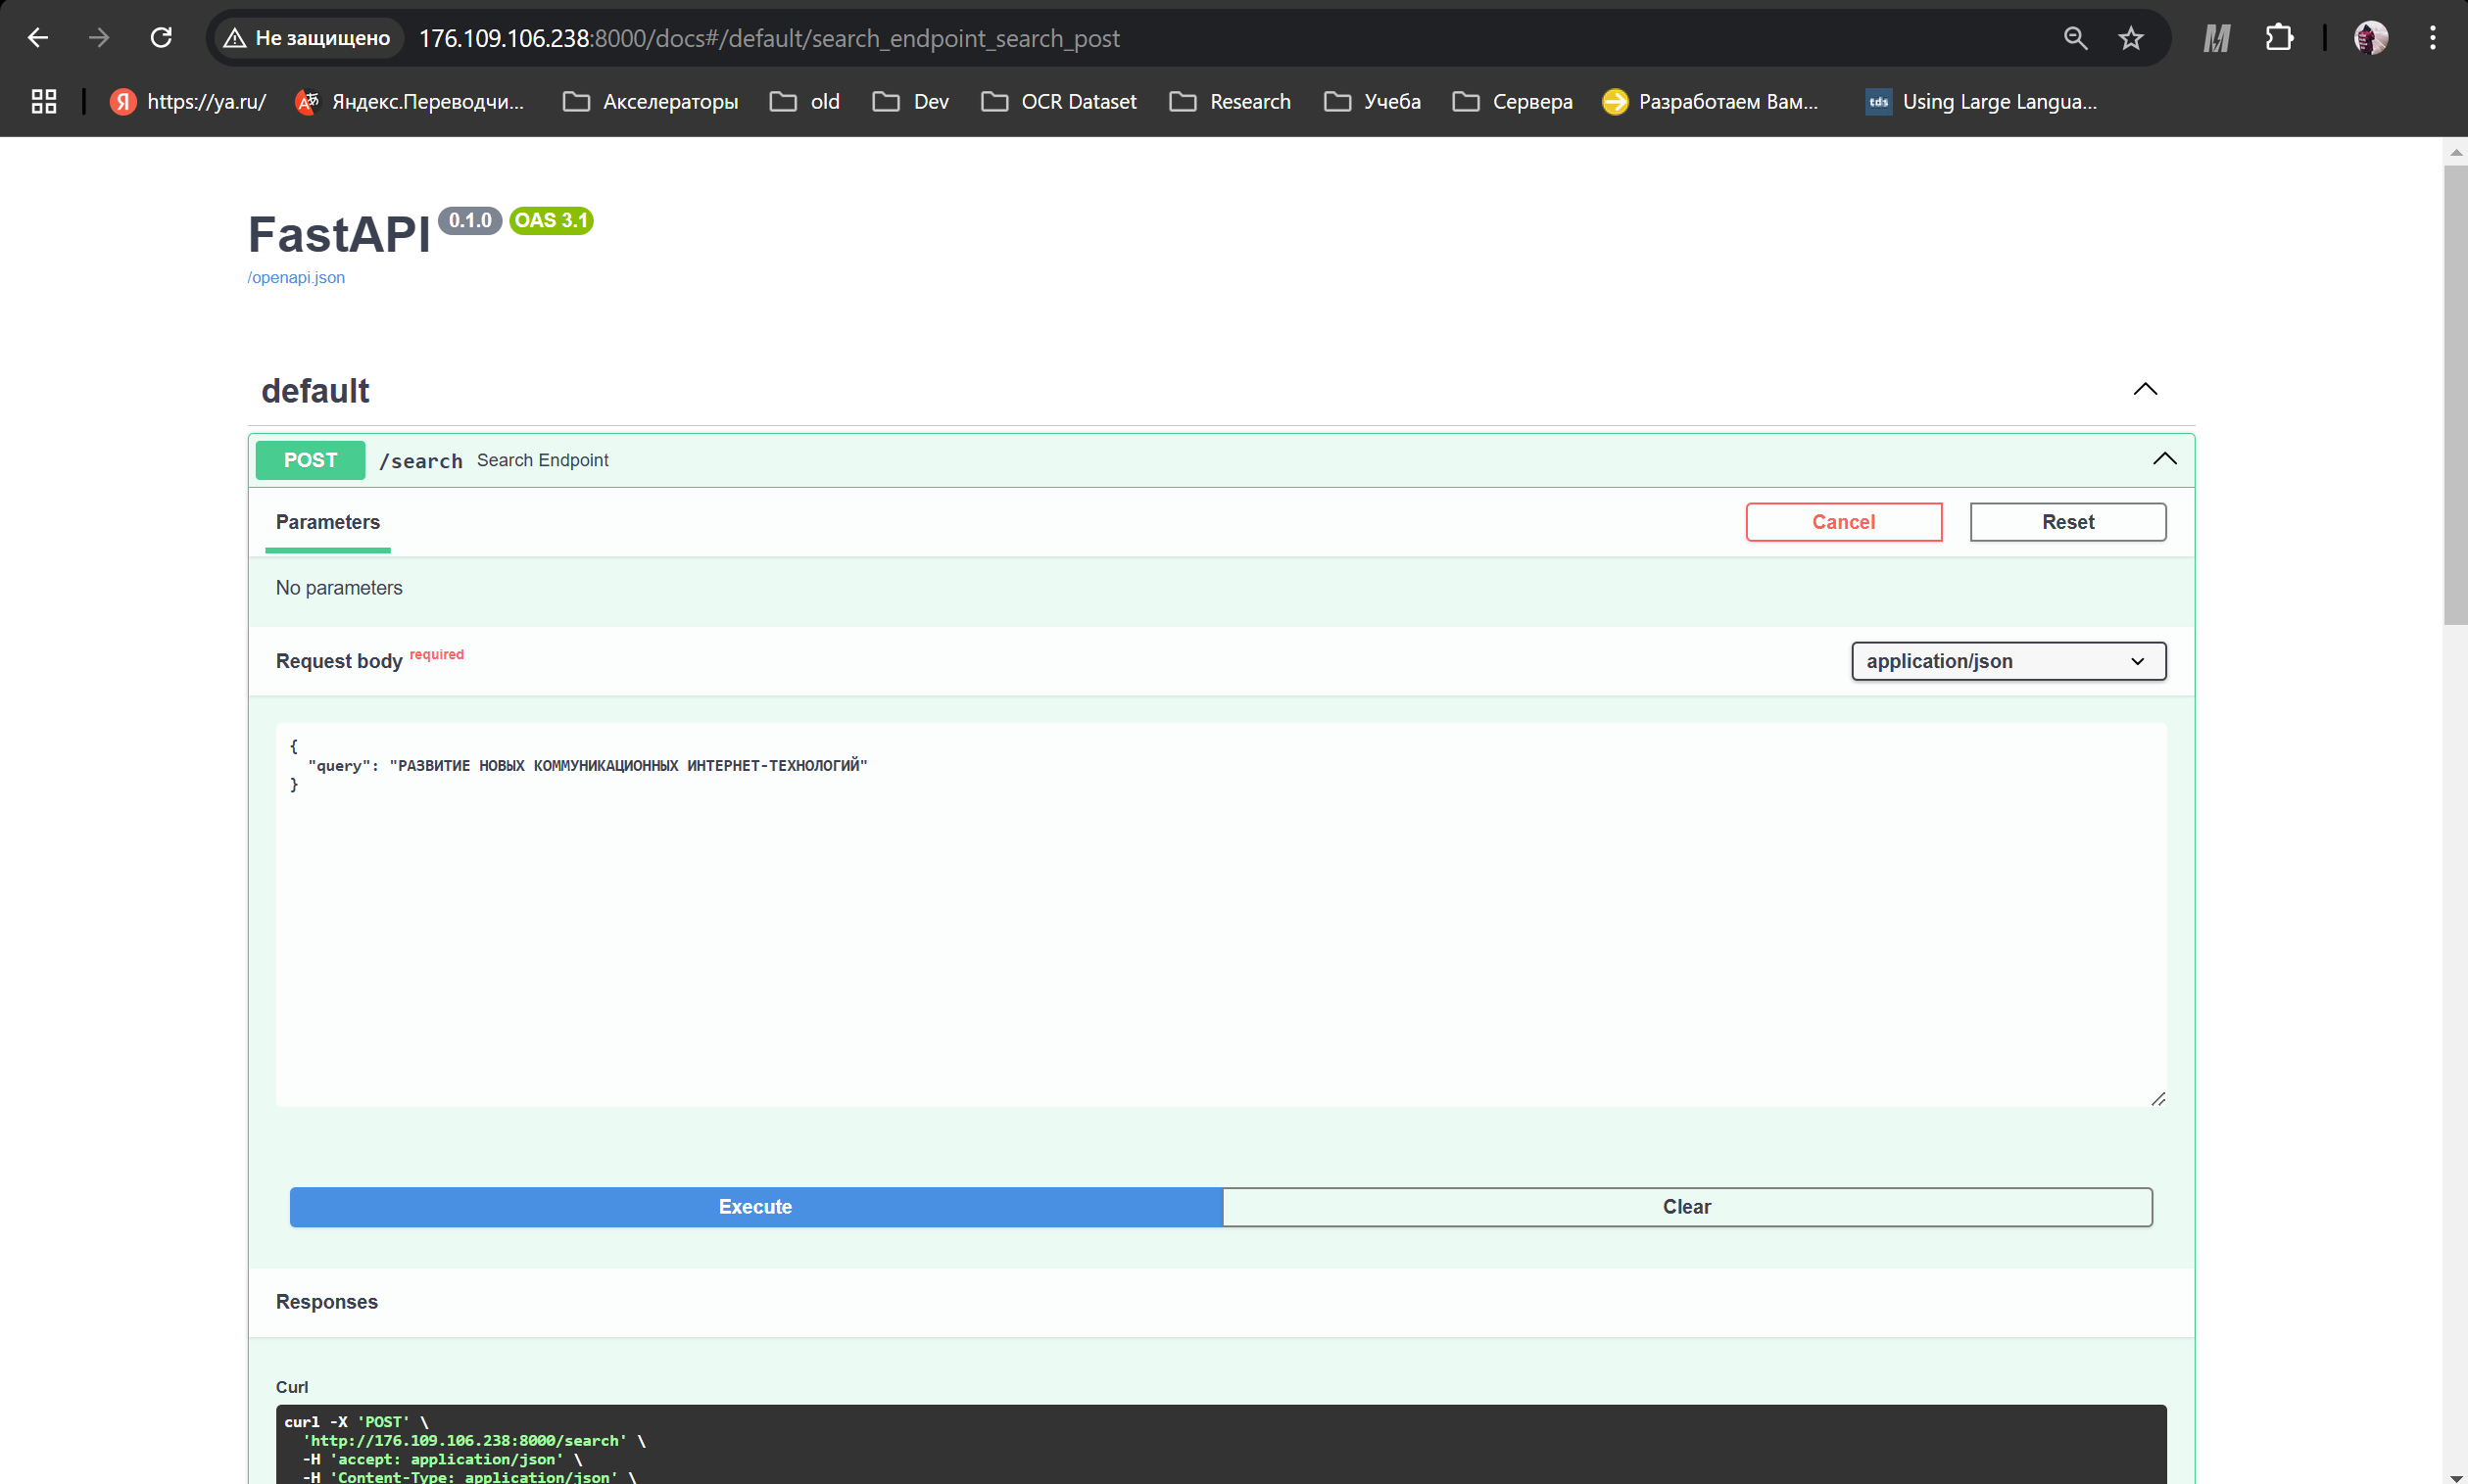 Не защищено 176.109.106.238:8000/docs#/default/search_endpoint_search_post
https://ya.ru/ Яндекс.Переводчи... Акселераторы old Dev OCR Dataset Research Учеба Сервера Разработаем Вам... tds Using Large Langua...
FastAPI 0.1.0 OAS 3.1
/openapi.json
default
POST /search Search Endpoint
Parameters Cancel Reset
No parameters
Request body required application/json
{
"query": "РАЗВИТИЕ НОВЫХ КОММУНИКАЦИОННЫХ ИНТЕРНЕТ-ТЕХНОЛОГИЙ"
}
Execute Clear
Responses
Curl
curl -X 'POST' \
'http://176.109.106.238:8000/search' \
-H 'accept: application/json' \
-H 'Content-Type: application/json' \